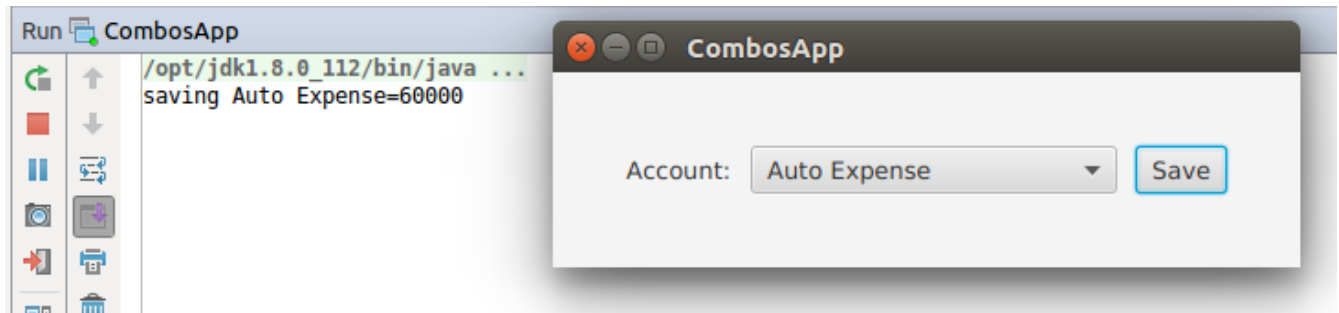 Run CombosApp
/opt/jdk1.8.0_112/bin/java ...
saving Auto Expense=60000
CombosApp
Account: Auto Expense Save